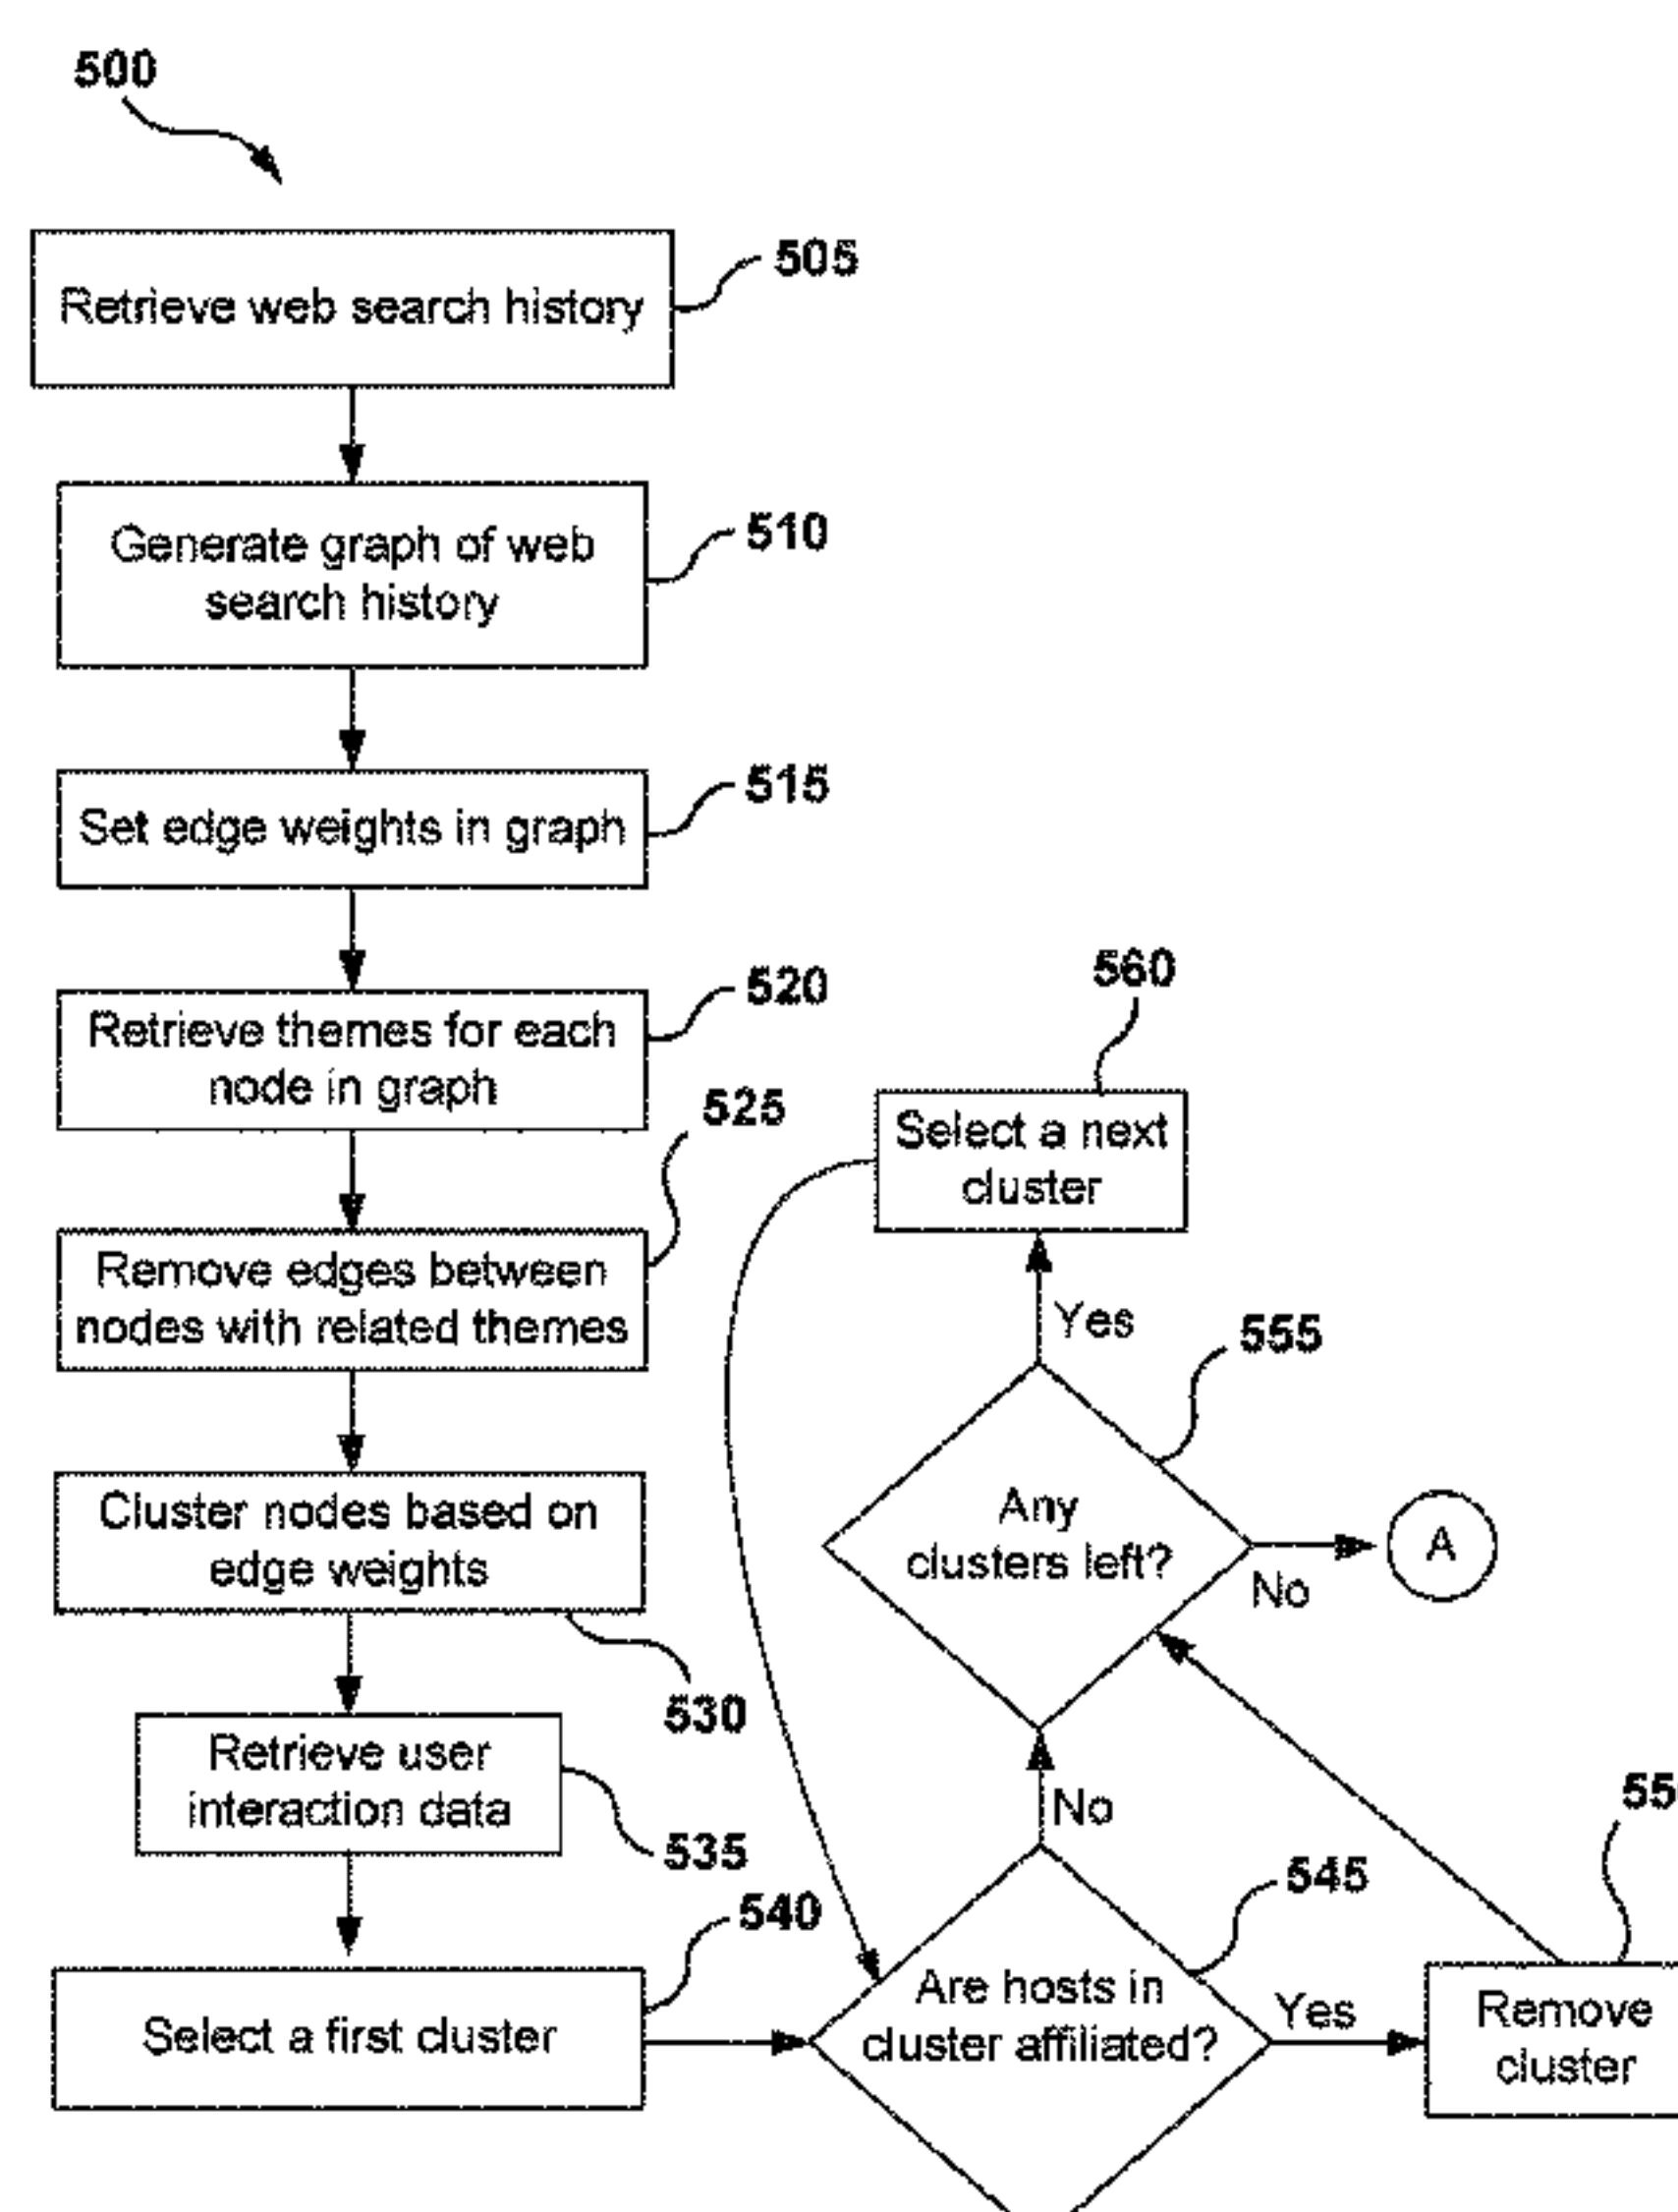 500
Retrieve web search history
505
Generate graph of web
search history
510
Set edge weights in graph
515
Retrieve themes for each
node in graph
520
Remove edges between
nodes with related themes
525
Cluster nodes based on
edge weights
530
Retrieve user
interaction data
535
Select a first cluster
540
560
Select a next
cluster
Yes
555
Any
clusters left?
No
A
No
545
Are hosts in
cluster affiliated?
Yes
55
Remove
cluster